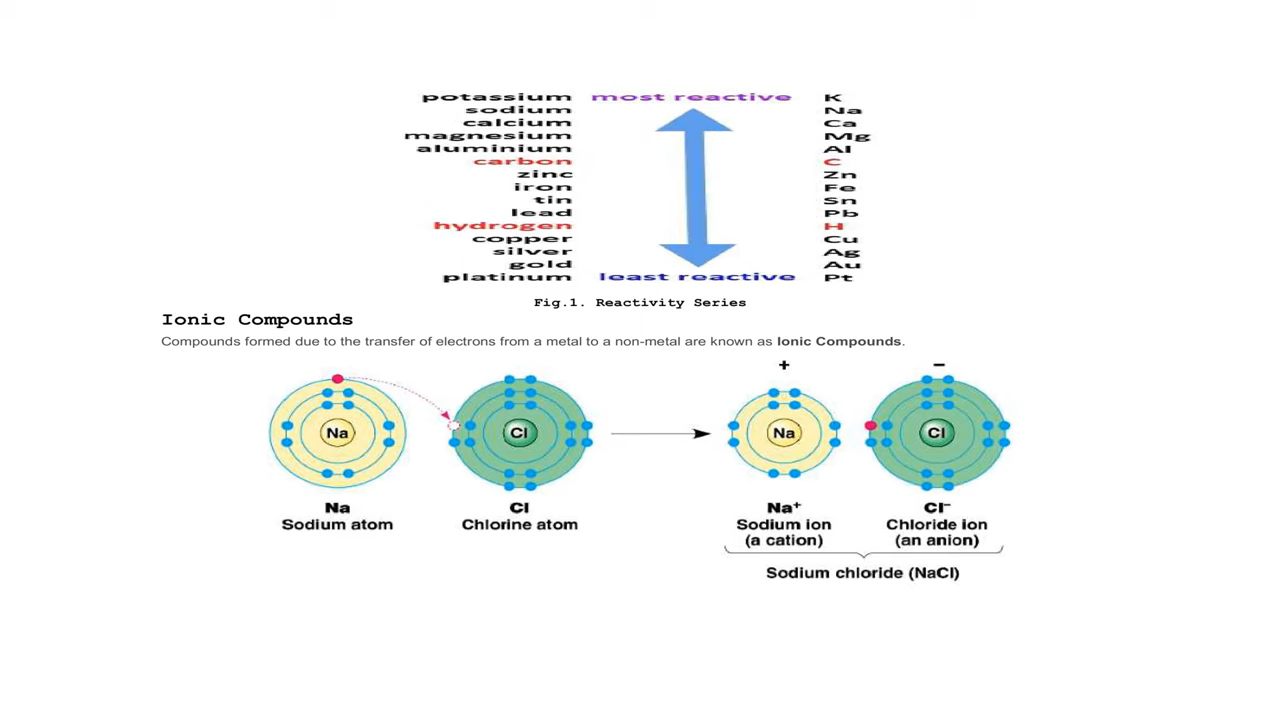 potassium most reactive K
sodium Na
calcium Ca
magnesium Mg
aluminium Al
carbon C
zinc Zn
iron Fe
tin Sn
lead Pb
hydrogen H
copper Cu
silver Ag
gold Au
platinum least reactive Pt
Fig.1. Reactivity Series
Ionic Compounds
Compounds formed due to the transfer of electrons from a metal to a non-metal are known as Ionic Compounds.
+ −
Na Cl Na Cl
Na Cl Na⁺ Cl⁻
Sodium atom Chlorine atom Sodium ion Chloride ion
(a cation) (an anion)
Sodium chloride (NaCl)